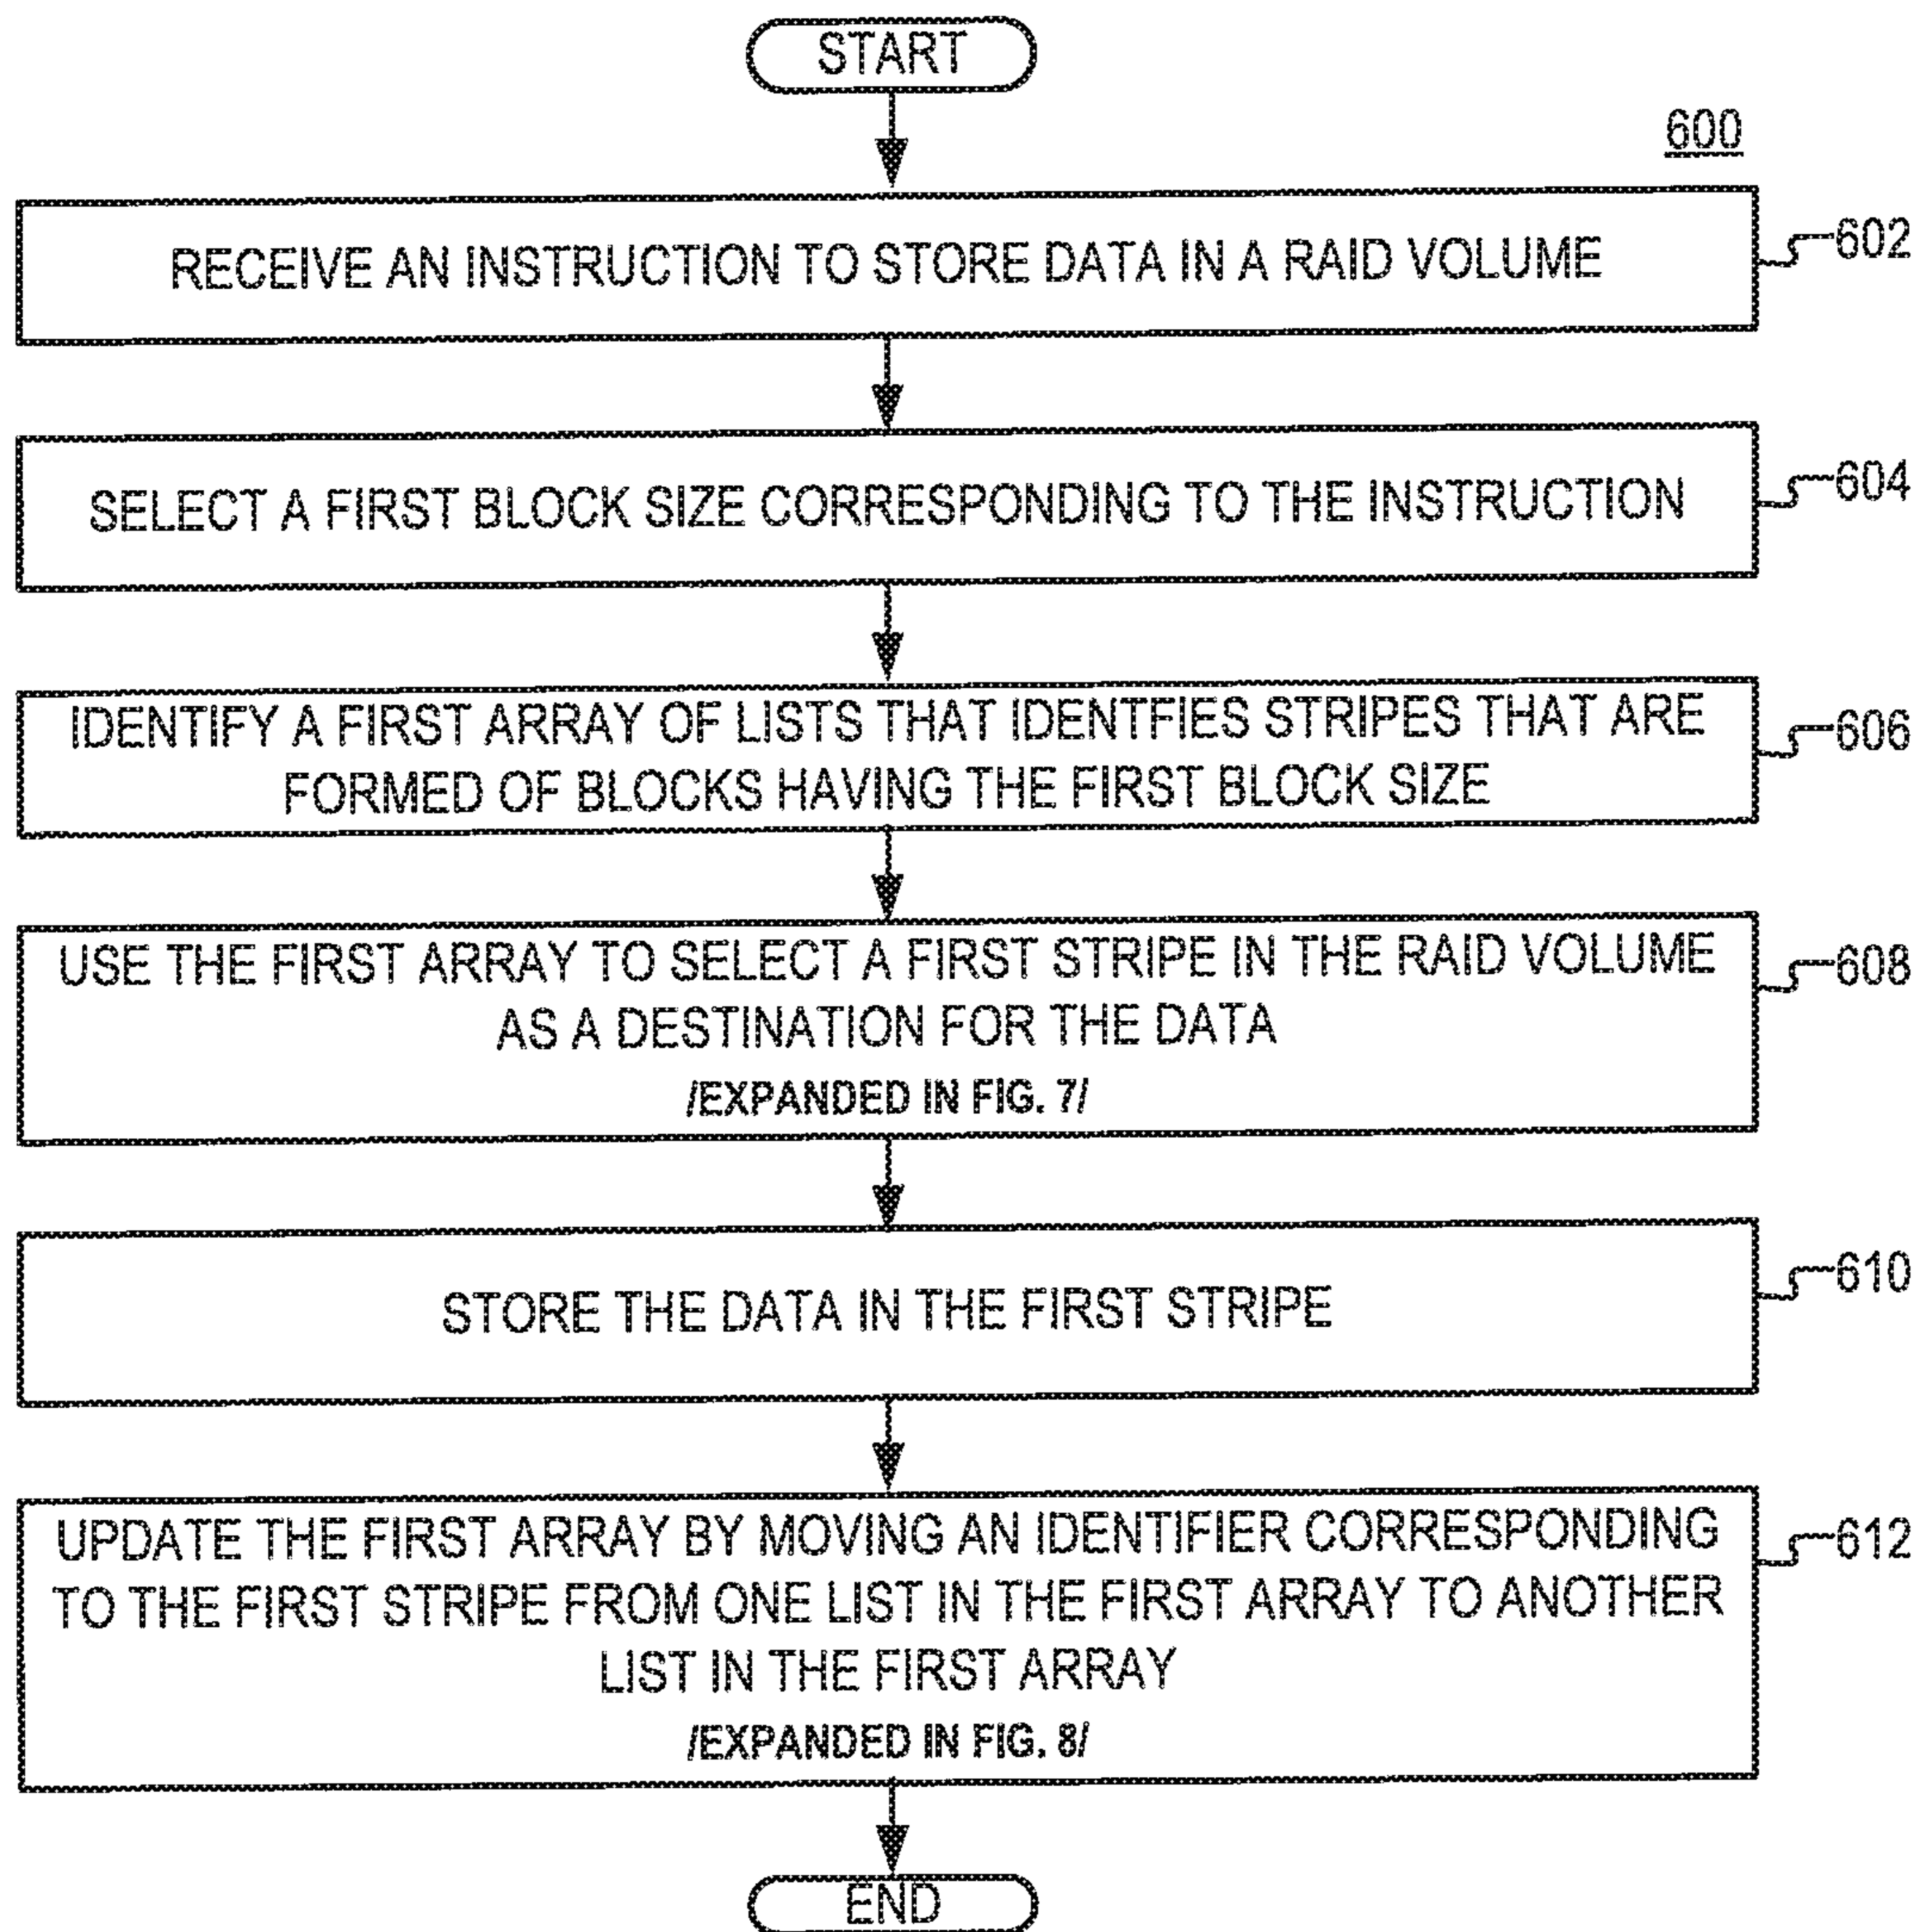 START
600
RECEIVE AN INSTRUCTION TO STORE DATA IN A RAID VOLUME
602
SELECT A FIRST BLOCK SIZE CORRESPONDING TO THE INSTRUCTION
604
IDENTIFY A FIRST ARRAY OF LISTS THAT IDENTFIES STRIPES THAT ARE
FORMED OF BLOCKS HAVING THE FIRST BLOCK SIZE
606
USE THE FIRST ARRAY TO SELECT A FIRST STRIPE IN THE RAID VOLUME
AS A DESTINATION FOR THE DATA
/EXPANDED IN FIG. 7/
608
STORE THE DATA IN THE FIRST STRIPE
610
UPDATE THE FIRST ARRAY BY MOVING AN IDENTIFIER CORRESPONDING
TO THE FIRST STRIPE FROM ONE LIST IN THE FIRST ARRAY TO ANOTHER
LIST IN THE FIRST ARRAY
/EXPANDED IN FIG. 8/
612
END